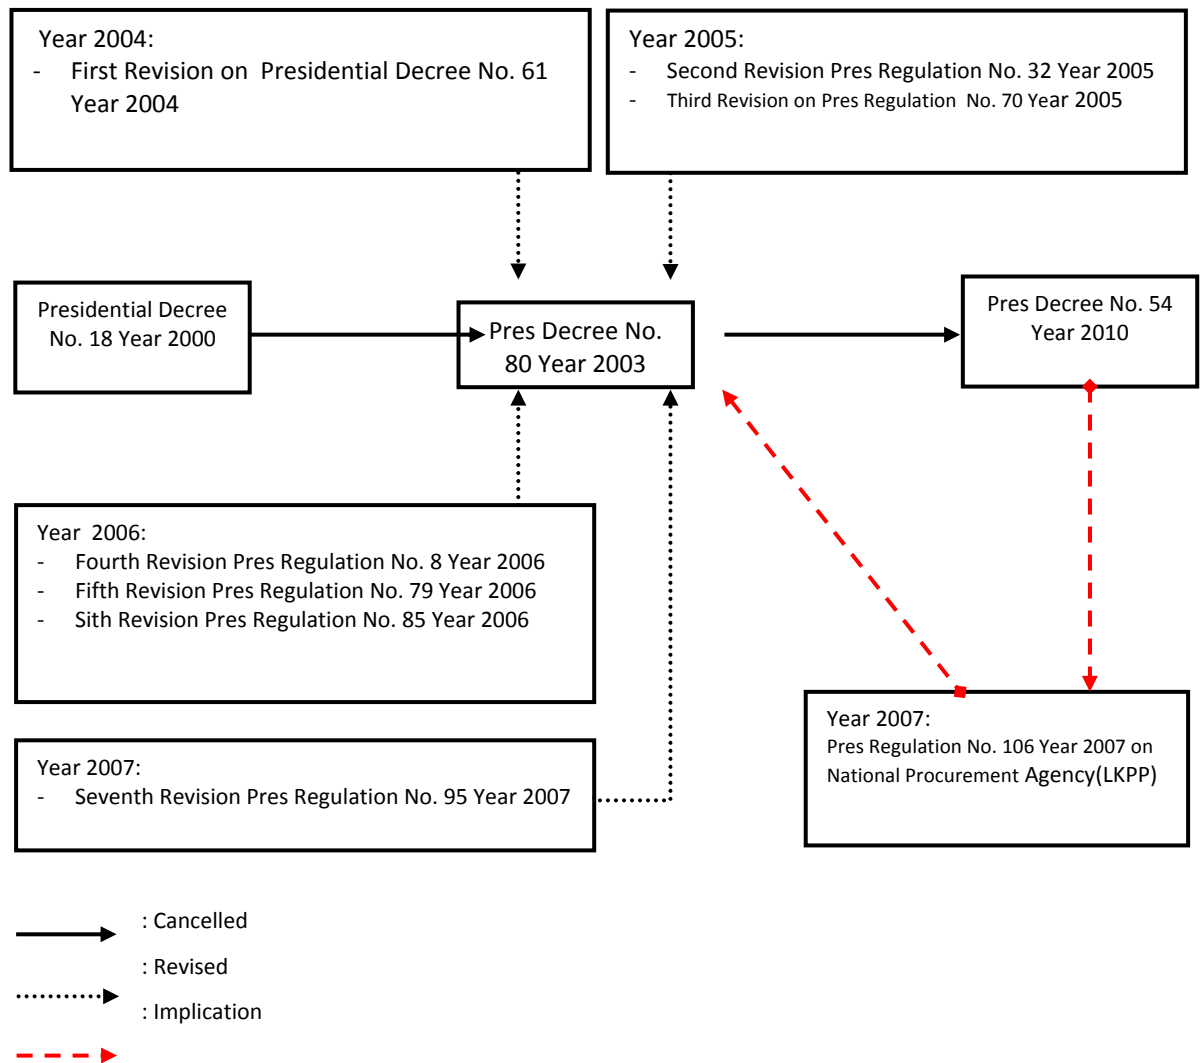 Year 2004:
- First Revision on Presidential Decree No. 61
Year 2004
Year 2005:
- Second Revision Pres Regulation No. 32 Year 2005
- Third Revision on Pres Regulation No. 70 Year 2005
Presidential Decree
No. 18 Year 2000
Pres Decree No.
80 Year 2003
Pres Decree No. 54
Year 2010
Year 2006:
- Fourth Revision Pres Regulation No. 8 Year 2006
- Fifth Revision Pres Regulation No. 79 Year 2006
- Sith Revision Pres Regulation No. 85 Year 2006
Year 2007:
- Seventh Revision Pres Regulation No. 95 Year 2007
Year 2007:
Pres Regulation No. 106 Year 2007 on
National Procurement Agency(LKPP)
: Cancelled
: Revised
: Implication